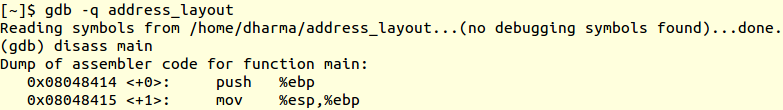 [~]$ gdb -q address_layout
Reading symbols from /home/dharma/address_layout...(no debugging symbols found)...done.
(gdb) disass main
Dump of assembler code for function main:
   0x08048414 <+0>:     push   %ebp
   0x08048415 <+1>:     mov    %esp,%ebp